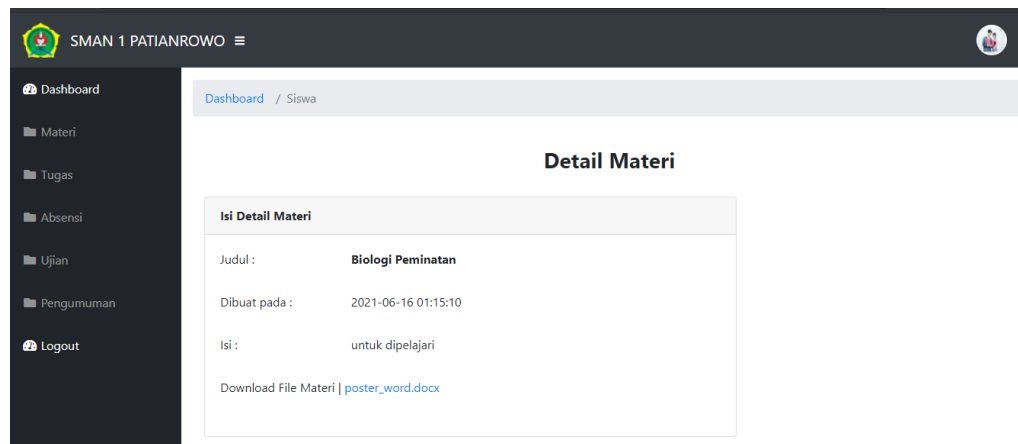 SMAN 1 PATIANROWO
Dashboard
Materi
Tugas
Absensi
Ujian
Pengumuman
Logout
Dashboard / Siswa
Detail Materi
Isi Detail Materi
Judul : Biologi Peminatan
Dibuat pada : 2021-06-16 01:15:10
Isi : untuk dipelajari
Download File Materi | poster_word.docx